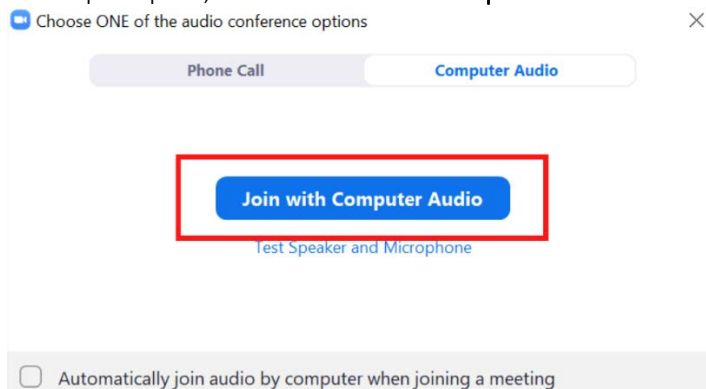 Choose ONE of the audio conference options
Phone Call
Computer Audio
Join with Computer Audio
Test Speaker and Microphone
Automatically join audio by computer when joining a meeting